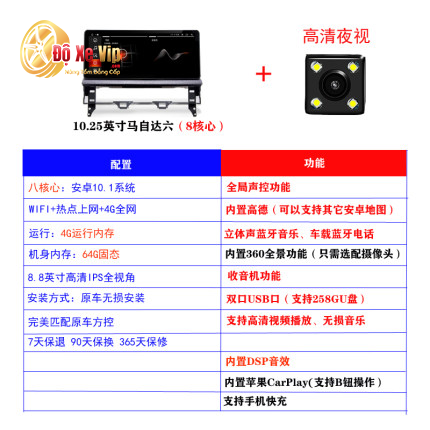 Độ Xe Vip
Nâng Tầm Đẳng Cấp
高清夜视
+
10.25英寸马自达六（8核心）
配置 功能
八核心：安卓10.1系统 全局声控功能
WIFI+热点上网+4G全网 内置高德（可以支持其它安卓地图）
运行：4G运行内存 立体声蓝牙音乐、车载蓝牙电话
机身内存：64G固态 内置360全景功能（只需选配摄像头）
8.8英寸高清IPS全视角 收音机功能
安装方式：原车无损安装 双口USB口（支持258GU盘）
完美匹配原车方控 支持高清视频播放、无损音乐
7天保退 90天保换 365天保修
内置DSP音效
内置苹果CarPlay(支持B钮操作）
支持手机快充